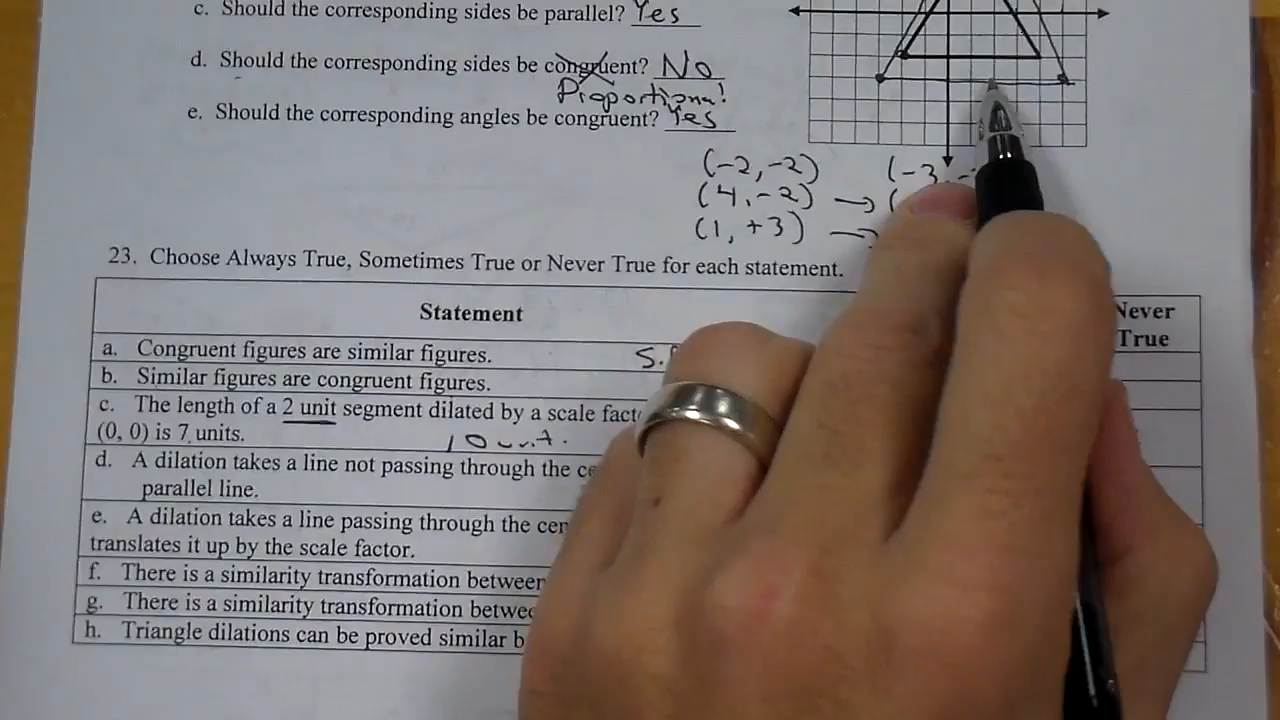 c. Should the corresponding sides be parallel? Yes
d. Should the corresponding sides be congruent? No
Proportional!
e. Should the corresponding angles be congruent? Yes
(-2,-2) (-3,
(4,-2) → (
(1,+3) →
23. Choose Always True, Sometimes True or Never True for each statement.
Statement
Never
True
a. Congruent figures are similar figures.
b. Similar figures are congruent figures.
c. The length of a 2 unit segment dilated by a scale
(0, 0) is 7 units. 10 unit.
d. A dilation takes a line not passing through the
parallel line.
e. A dilation takes a line passing through the
translates it up by the scale factor.
f. There is a similarity transformation between
g. There is a similarity transformation
h. Triangle dilations can be proved similar